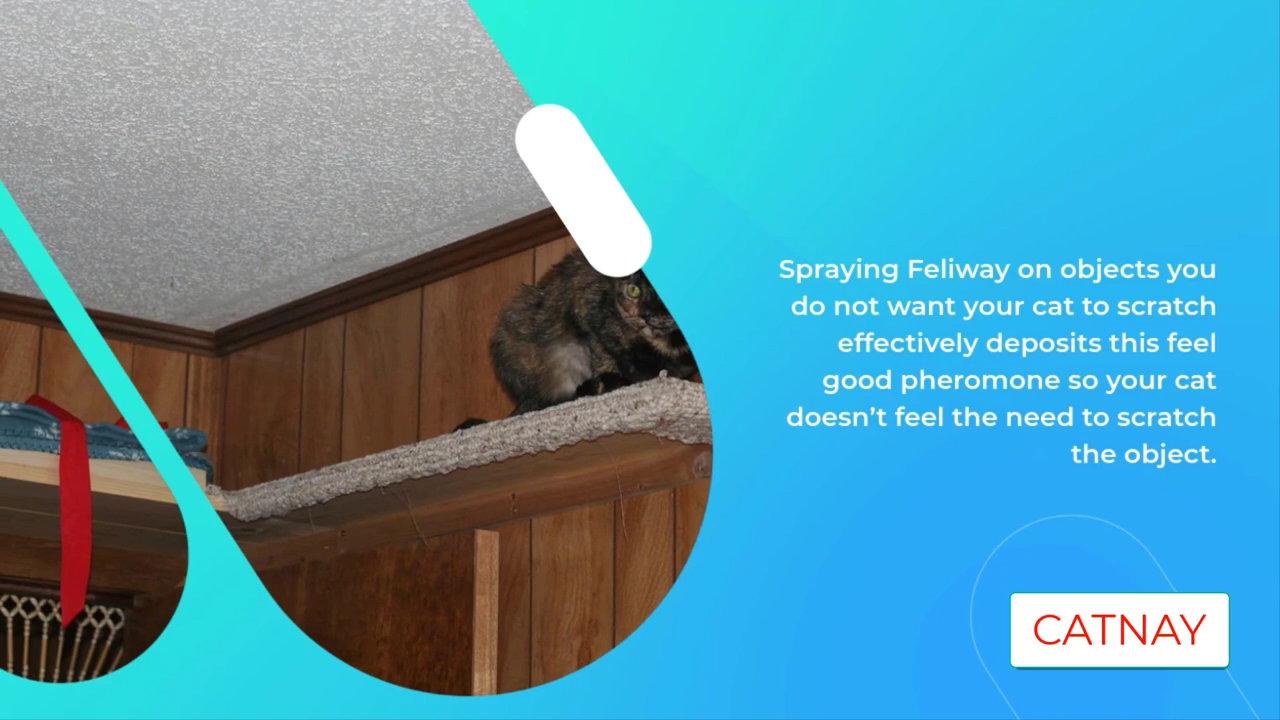 Spraying Feliway on objects you
do not want your cat to scratch
effectively deposits this feel
good pheromone so your cat
doesn’t feel the need to scratch
the object.
CATNAY